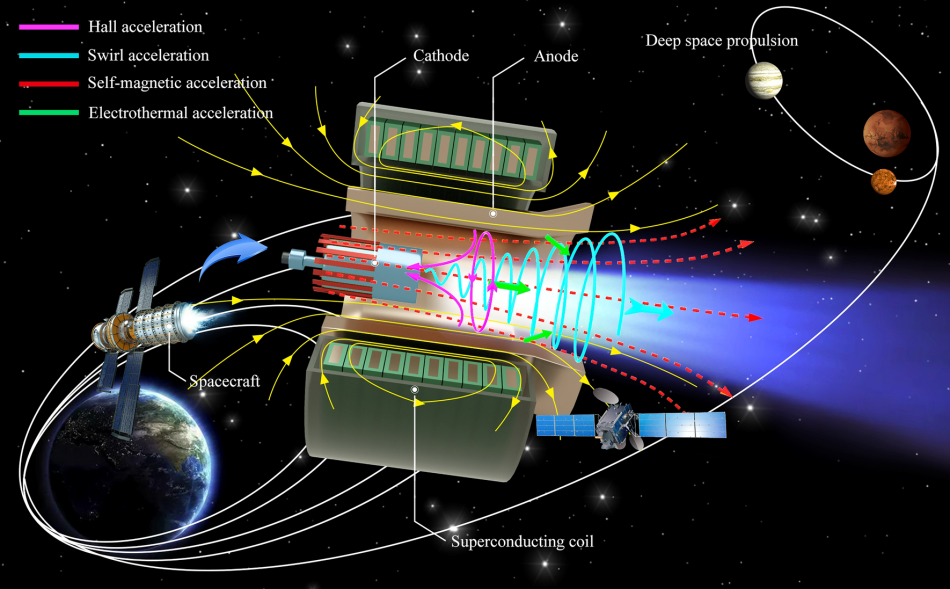 Hall acceleration
Swirl acceleration
Self-magnetic acceleration
Electrothermal acceleration
Cathode
Anode
Deep space propulsion
Spacecraft
Superconducting coil